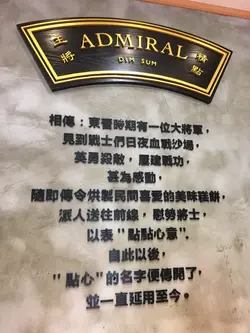 王將 ADMIRAL 精點
DIM SUM
相傳：東晉時期有一位大將軍，
見到戰士們日夜血戰沙場，
英勇殺敵，屢建戰功，
甚為感動，
隨即傳令烘製民間喜愛的美味糕餅，
派人送往前線，慰勞將士，
以表"點點心意".
自此以後，
"點心"的名字便傳開了，
並一直延用至今。